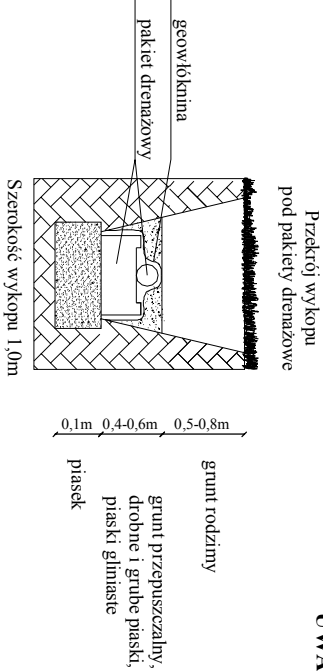 Przekrój wykopu
pod pakiety drenażowe
geowłóknina
pakiet drenażowy
0,5-0,8m
0,4-0,6m
0,1m
grunt rodzimy
grunt przepuszczalny,
drobne i grube piaski,
piaski gliniaste
piasek
Szerokość wykopu 1,0m